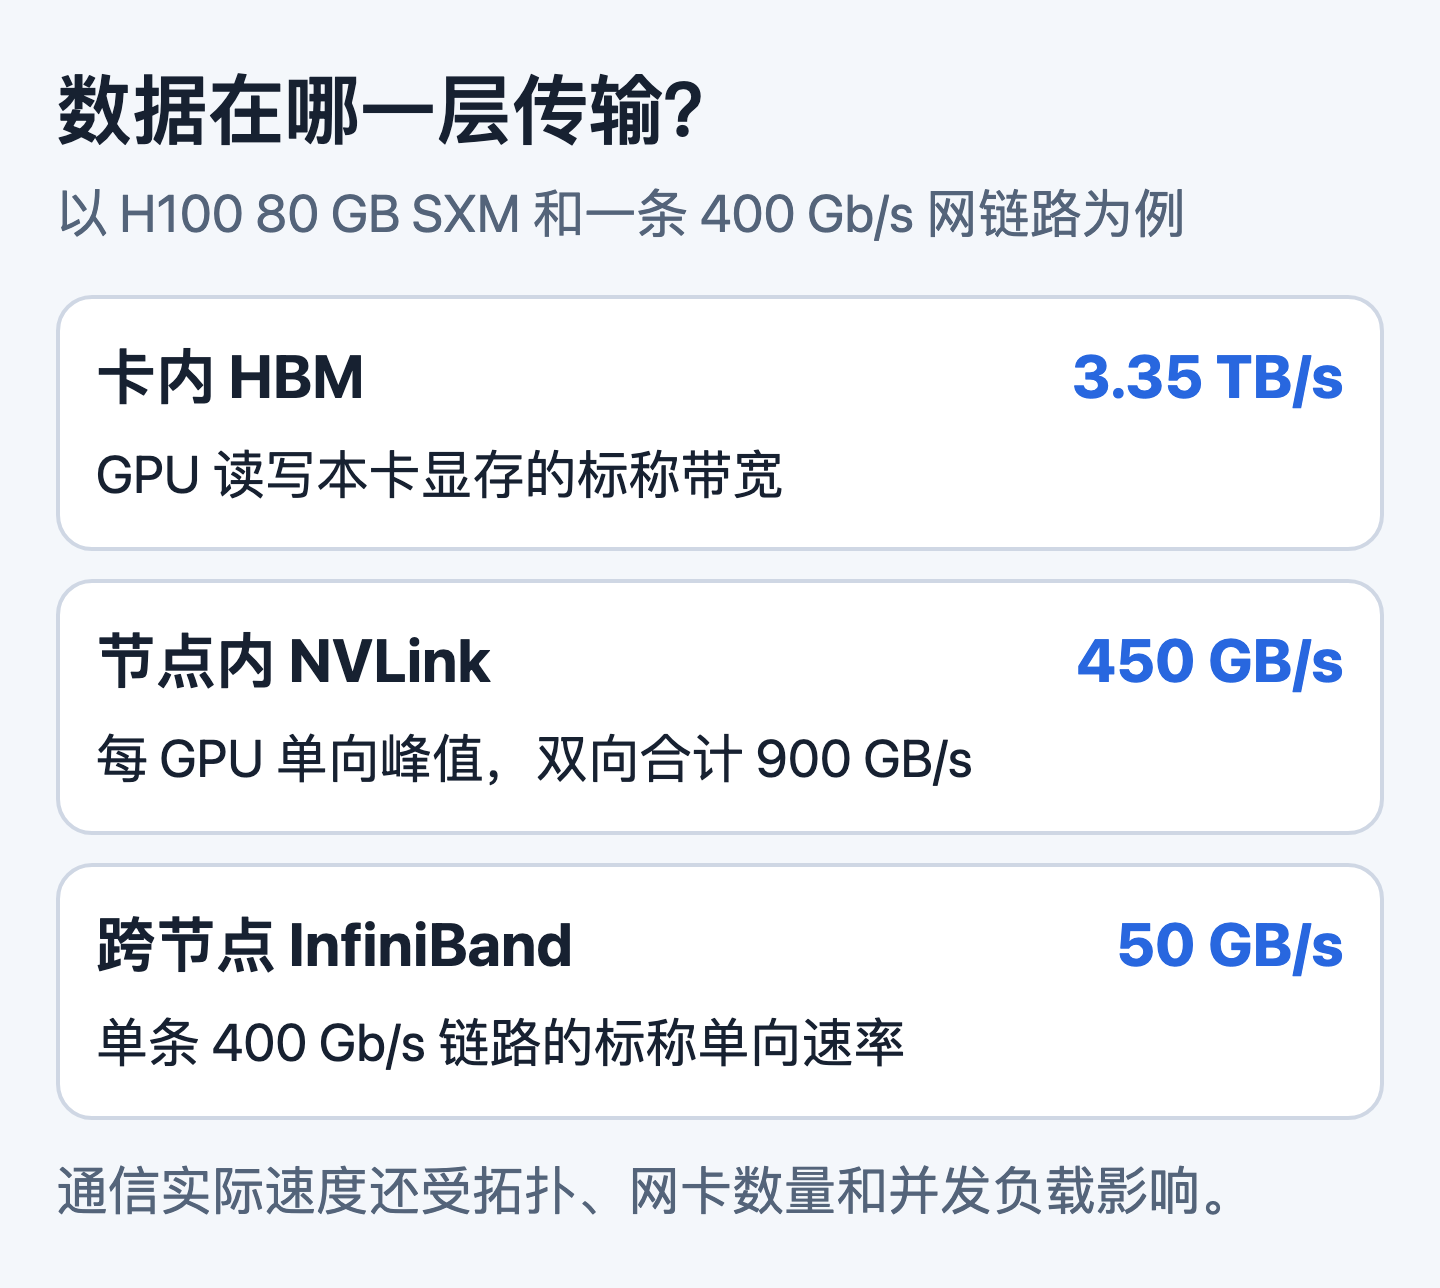 数据在哪一层传输?
以 H100 80 GB SXM 和一条 400 Gb/s 网链路为例
卡内 HBM
3.35 TB/s
GPU 读写本卡显存的标称带宽
节点内 NVLink
450 GB/s
每 GPU 单向峰值，双向合计 900 GB/s
跨节点 InfiniBand
50 GB/s
单条 400 Gb/s 链路的标称单向速率
通信实际速度还受拓扑、网卡数量和并发负载影响。